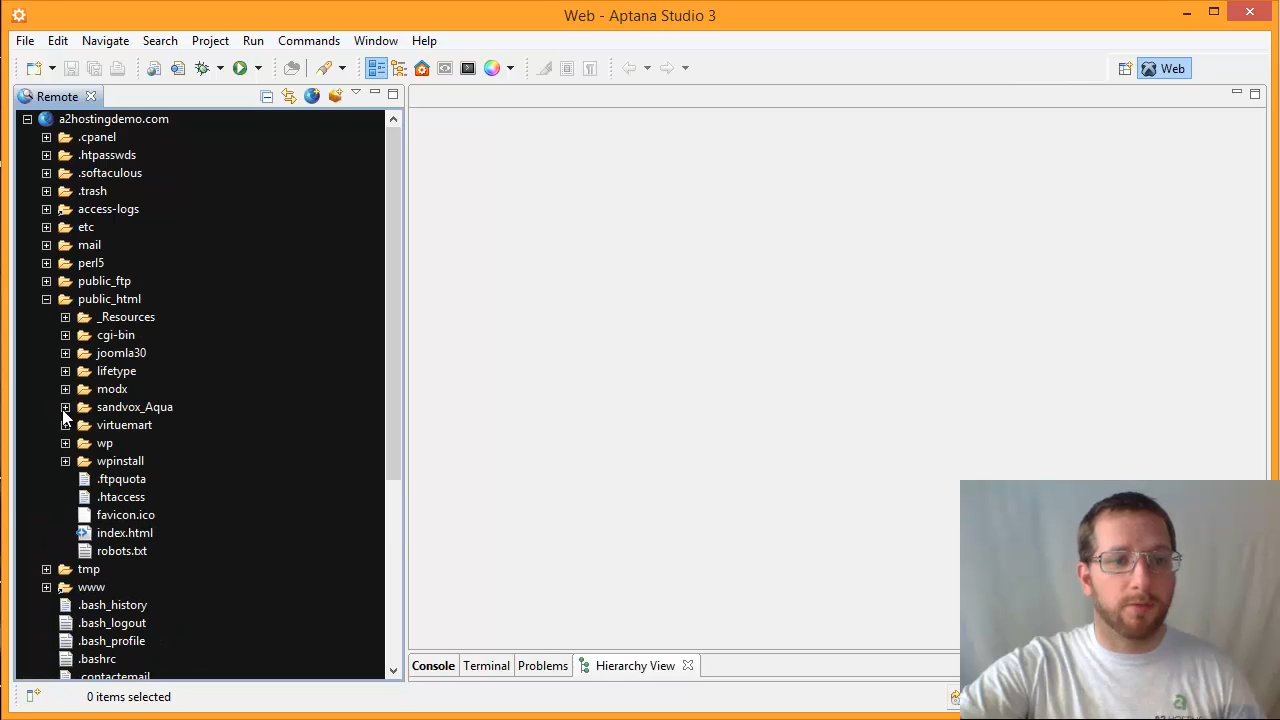 Web - Aptana Studio 3
File Edit Navigate Search Project Run Commands Window Help
Web
Remote
a2hostingdemo.com
.cpanel
.htpasswds
.softaculous
.trash
access-logs
etc
mail
perl5
public_ftp
public_html
_Resources
cgi-bin
joomla30
lifetype
modx
sandvox_Aqua
virtuemart
wp
wpinstall
.ftpquota
.htaccess
favicon.ico
index.html
robots.txt
tmp
www
.bash_history
.bash_logout
.bash_profile
.bashrc
.contactemail
Console Terminal Problems Hierarchy View
0 items selected
A2 HOSTING